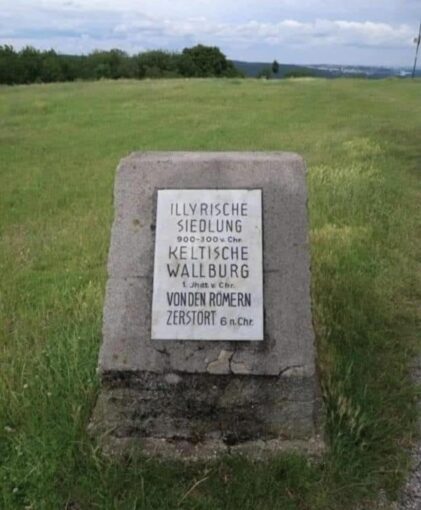 ILLYRISCHE
SIEDLUNG
900-300 v. Chr.
KELTISCHE
WALLBURG
1. Jhdt. v. Chr.
VON DEN RÖMERN
ZERSTÖRT 6 n. Chr.